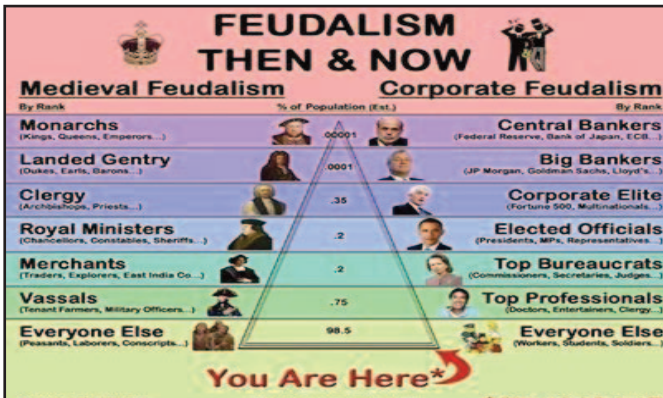 FEUDALISM
THEN & NOW
Medieval Feudalism
Corporate Feudalism
By Rank
% of Population (Est.)
By Rank
Monarchs
(Kings, Queens, Emperors...)
.00001
Central Bankers
(Federal Reserve, Bank of Japan, ECB...)
Landed Gentry
(Dukes, Earls, Barons...)
.0001
Big Bankers
(JP Morgan, Goldman Sachs, Lloyd's...)
Clergy
(Archbishops, Priests...)
.35
Corporate Elite
(Fortune 500, Multinationals...)
Royal Ministers
(Chancellors, Constables, Sheriffs...)
.2
Elected Officials
(Presidents, MPs, Representatives...)
Merchants
(Traders, Explorers, East India Co...)
.2
Top Bureaucrats
(Commissioners, Secretaries, Judges...)
Vassals
(Tenant Farmers, Military Officers...)
.75
Top Professionals
(Doctors, Entertainers, Clergy...)
Everyone Else
(Peasants, Laborers, Conscripts...)
98.5
Everyone Else
(Workers, Students, Soldiers...)
You Are Here*